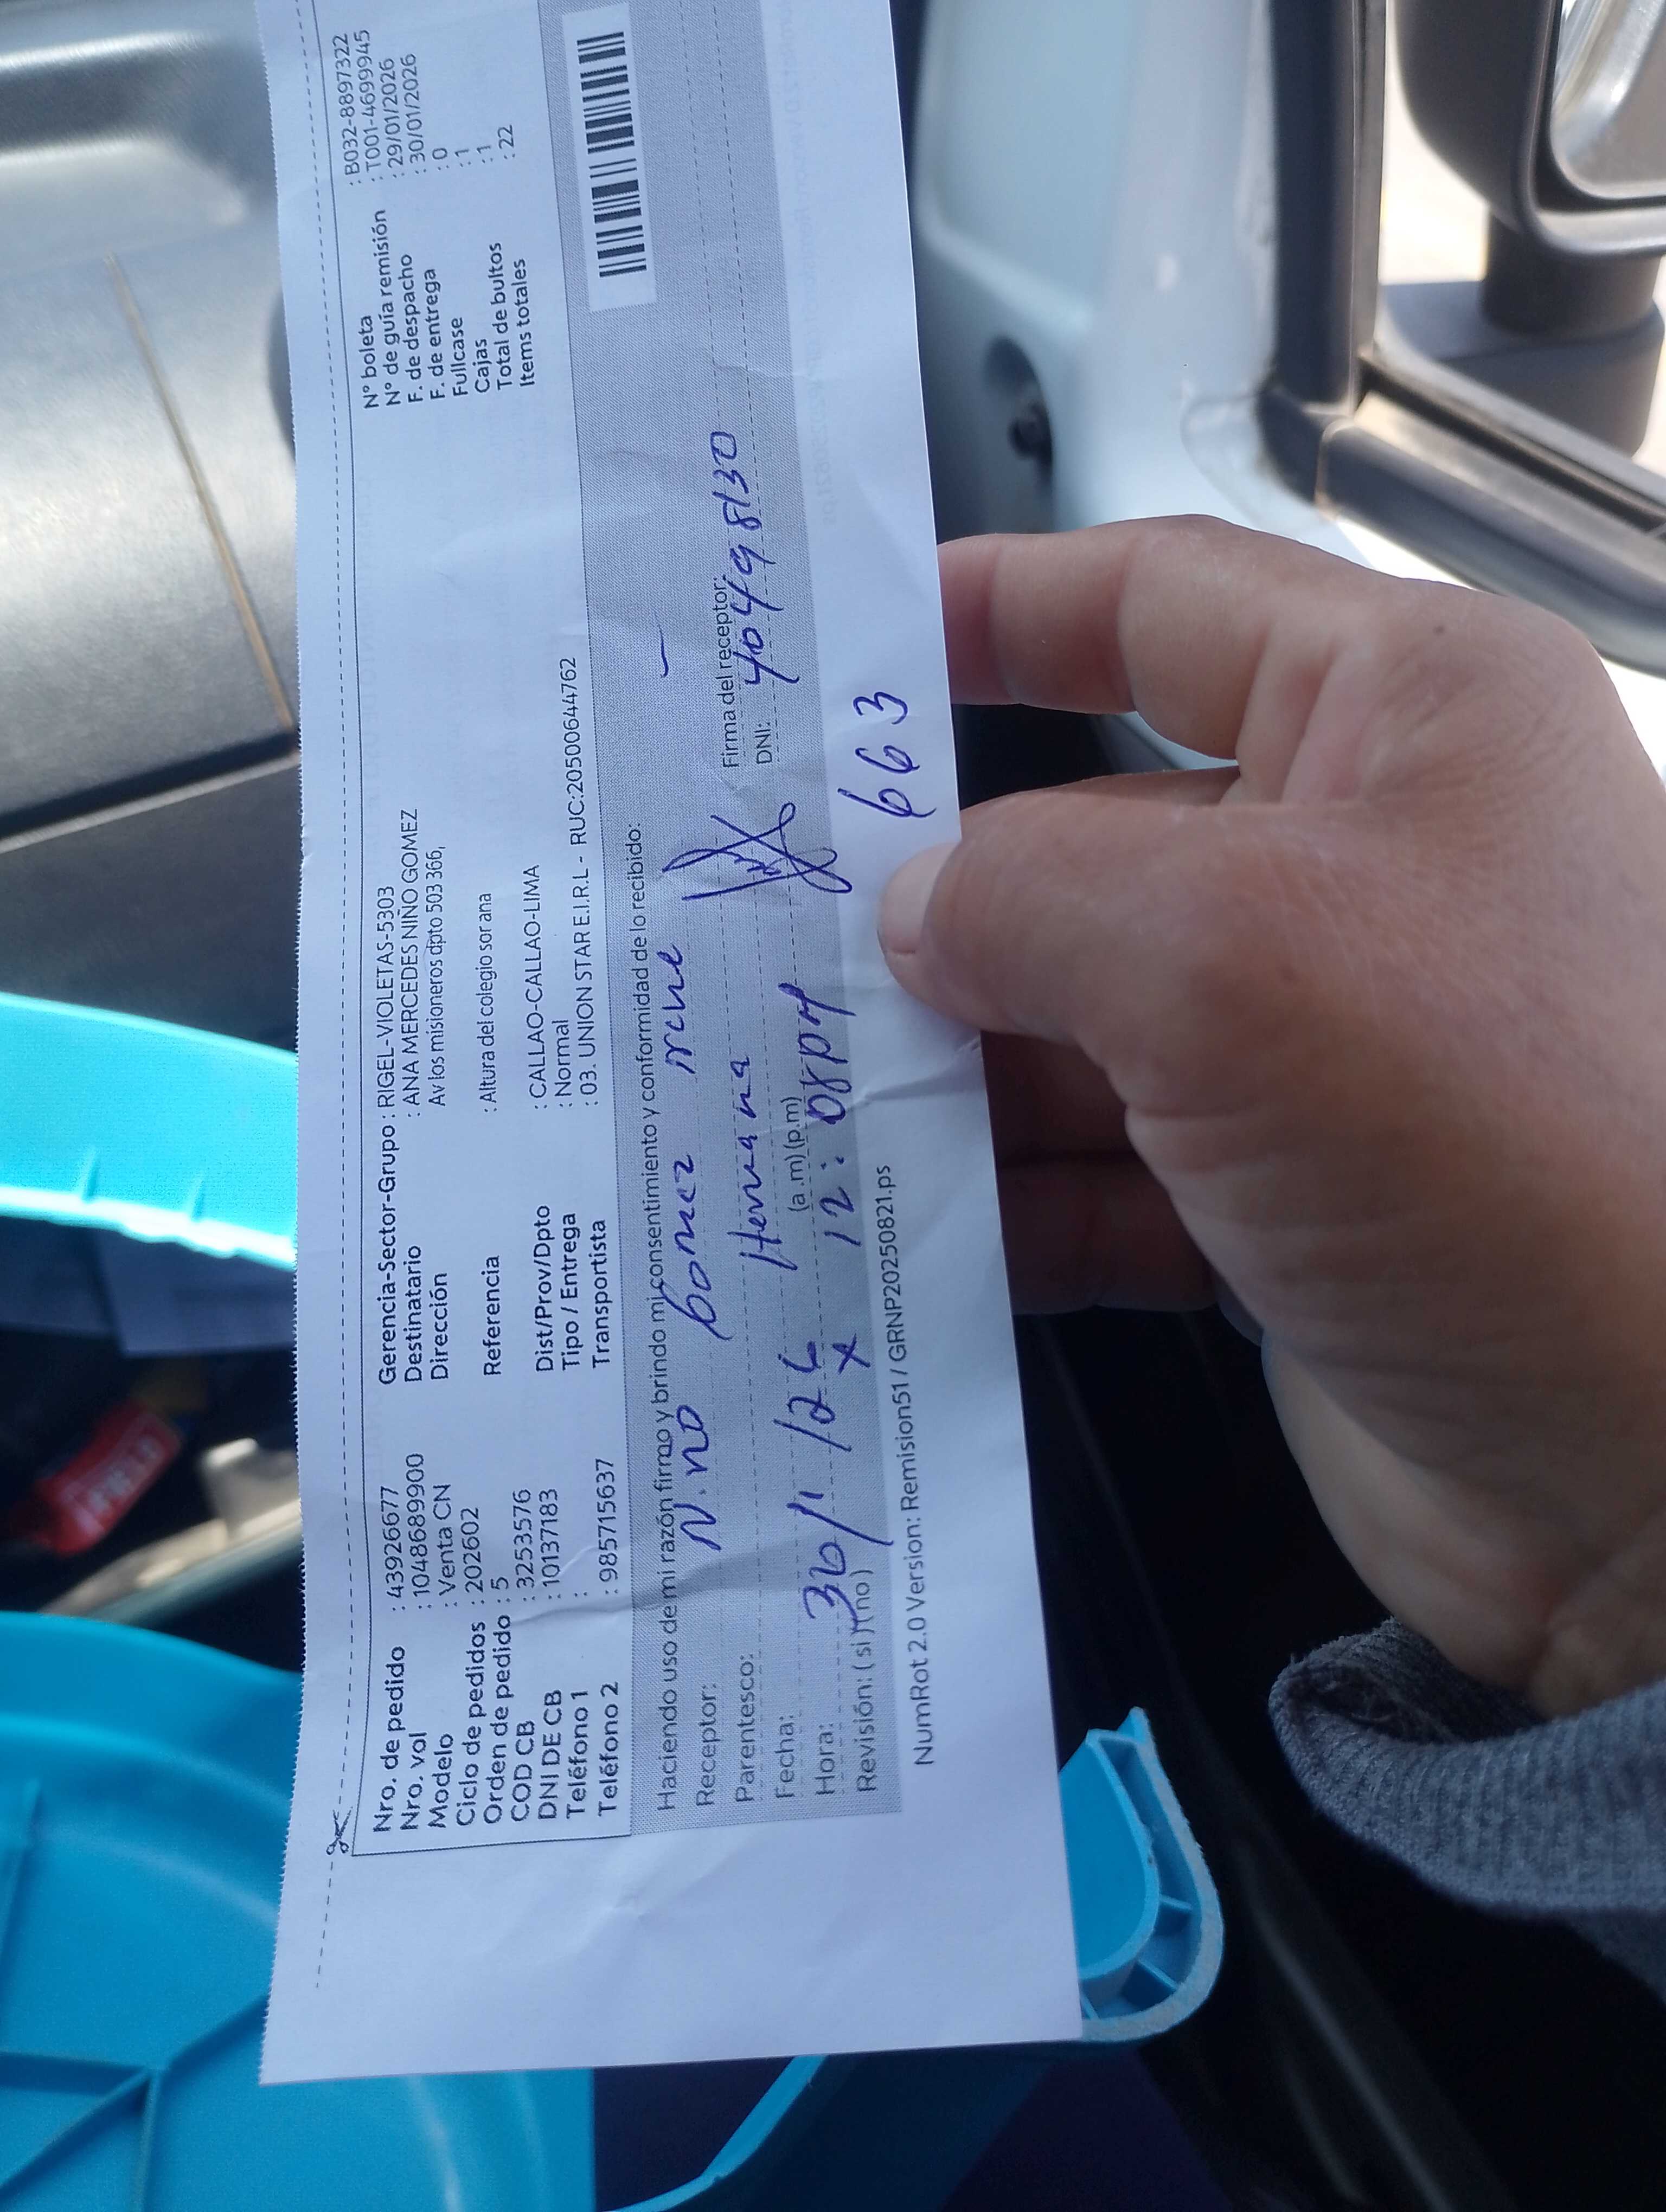 Nro. de pedido : 43926677
Nro. vol : 1048689900
Modelo : Venta CN
Ciclo de pedidos : 202602
Orden de pedido : 5
COD CB : 32253576
DNI DE CB : 10137183
Teléfono 1 :
Teléfono 2 : 985715637
Gerencia-Sector-Grupo : RIGEL-VIOLETAS-5303
Destinatario : ANA MERCEDES NIÑO GOMEZ
Dirección Av los misioneros dpto 503 366,
Referencia : Altura del colegio sor ana
Dist/Prov/Dpto : CALLAO-CALLAO-LIMA
Tipo / Entrega : Normal
Transportista : 03. UNION STAR E.I.R.L - RUC:20500644762
N° boleta : B032-8897322
N° de guía remisión : T001-4699945
F. de despacho : 29/01/2026
F. de entrega : 30/01/2026
Fullcase : 0
Cajas : 1
Total de bultos : 1
Items totales : 22
Haciendo uso de mi razón firmao y brindo mi consentimiento y conformidad de lo recibido:
Receptor: Nino Gomez Irene
Parentesco: Hermana
Firma del receptor:
Fecha: 30/1/26
DNI: 40498130
Hora: (a.m) (p.m) 12:08pm
Revisión: ( si ) (no) x
663
NumRot 2.0 Version: Remision51 / GRNP20250821.ps